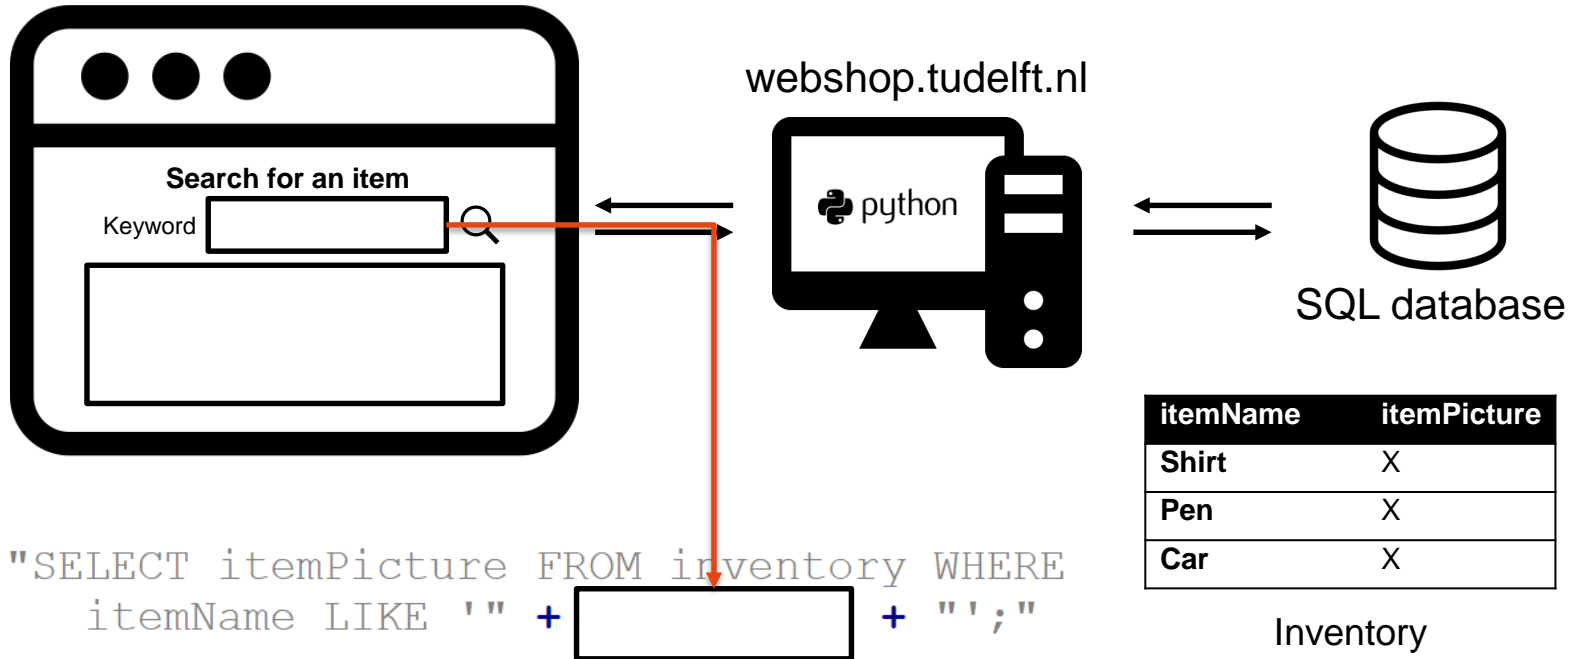 webshop.tudelft.nl
Search for an item
Keyword
python
SQL database
itemName itemPicture
Shirt X
Pen X
Car X
Inventory
"SELECT itemPicture FROM inventory WHERE
itemName LIKE '" + + "';"